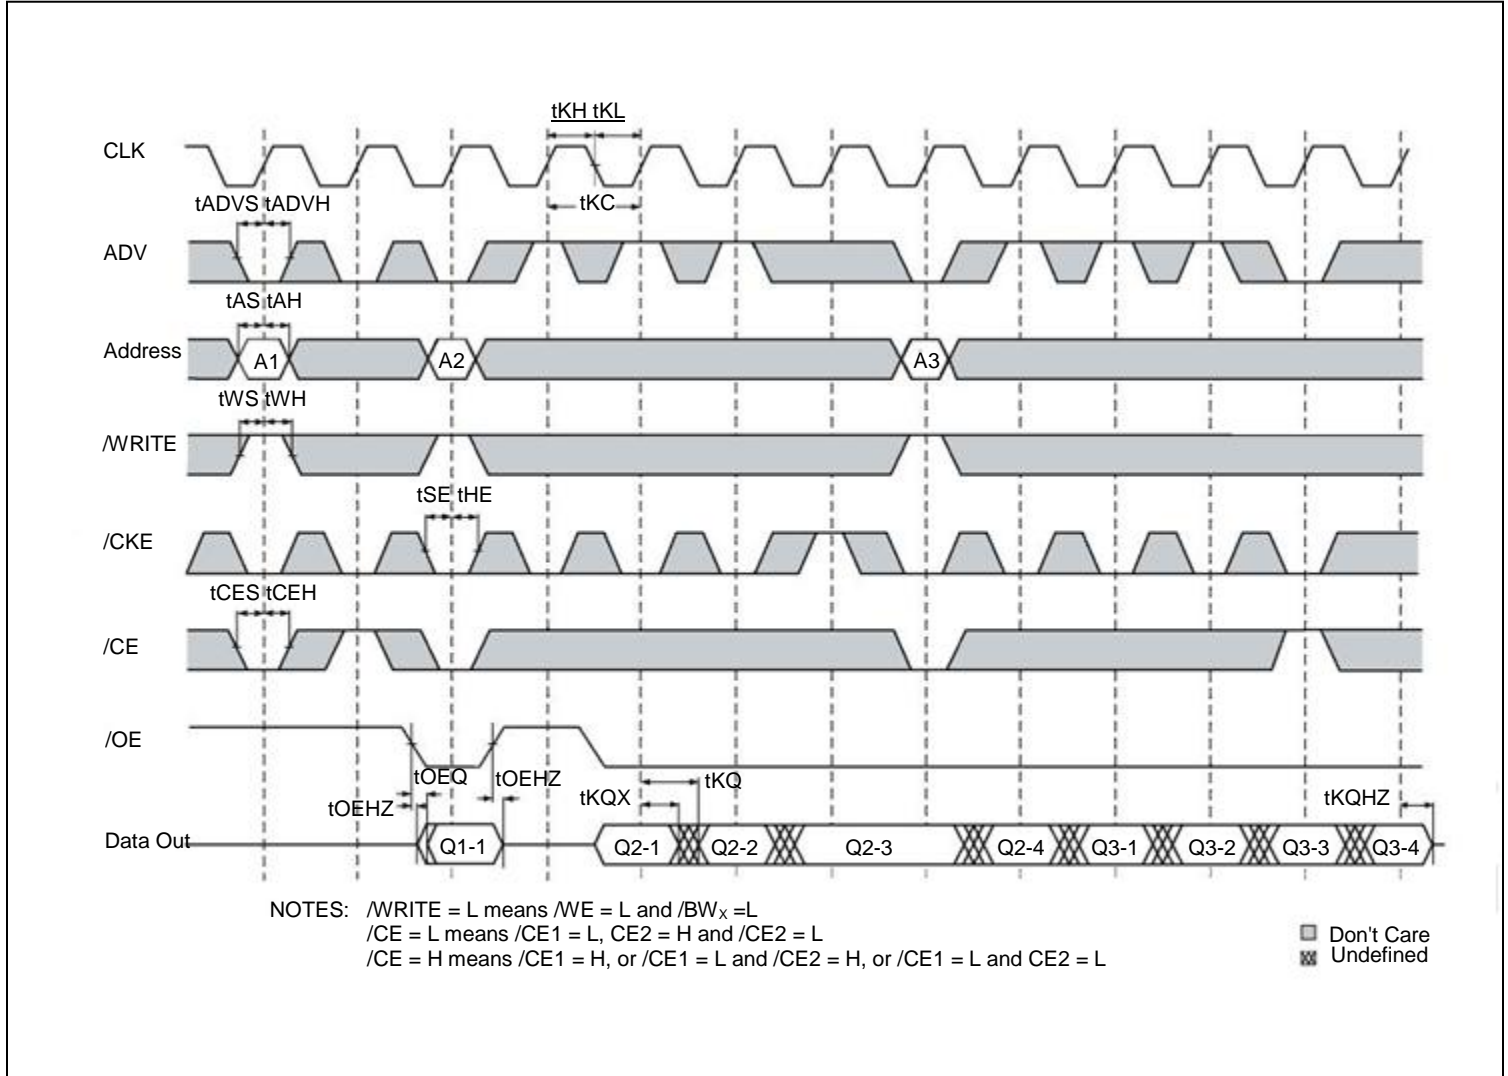 tKH tKL
CLK
tKC
tADVS tADVH
ADV
tAS tAH
Address A1 A2 A3
tWS tWH
/WRITE
tSE tHE
/CKE
tCES tCEH
/CE
/OE
tOEQ tOEHZ tKQ
tOEHZ tKQX tKQHZ
Data Out Q1-1 Q2-1 Q2-2 Q2-3 Q2-4 Q3-1 Q3-2 Q3-3 Q3-4
NOTES: /WRITE = L means /WE = L and /BWX =L
/CE = L means /CE1 = L, CE2 = H and /CE2 = L
/CE = H means /CE1 = H, or /CE1 = L and /CE2 = H, or /CE1 = L and CE2 = L
Don't Care
Undefined